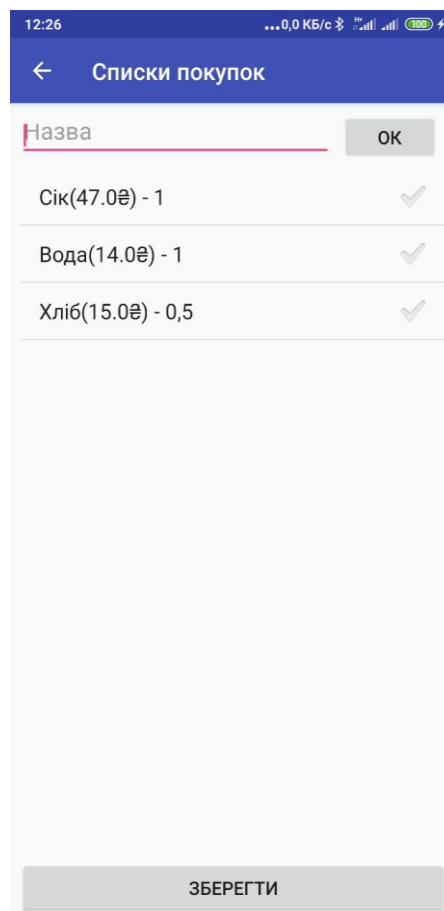 12:26 ...0,0 КБ/с 100
Списки покупок
Назва ОК
Сік(47.0₴) - 1
Вода(14.0₴) - 1
Хліб(15.0₴) - 0,5
ЗБЕРЕГТИ